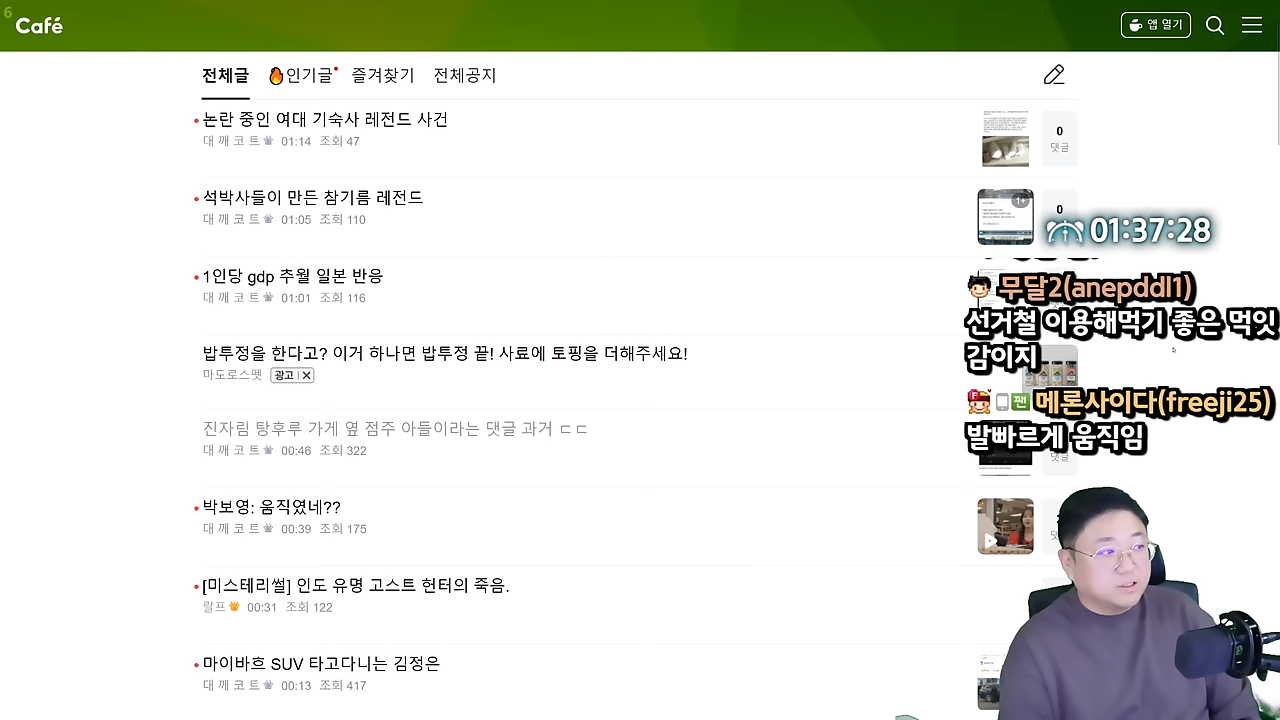 6
Café
앱 열기
전체글 인기글 즐겨찾기 전체공지
논란 중인 여대 기숙사 레전드 사건
대 깨 코 트 조회 47
0
댓글
석박사들이 만든 참기름 레전드
대 깨 코 트 조회 110
1+
0
01:37:28
1인당 gdp 추월 일본 반응
대 깨 코 트 조회 116
무달2(anepddl1)
선거철 이용해먹기 좋은 먹잇
감이지
밥투정을 한다고? 이거 하나면 밥투정 끝! 사료에 토핑을 더해주세요!
마도로스펫 광고 X
F 팬 메론사이다(freeji25)
발빠르게 움직임
진자림 탕후루 가게 옆 점주 아들이라는 댓글 과거 ㄷㄷ
대 깨 코 트 00:40 조회 322
댓글
박보영: 움직였네??
대 깨 코 트 00:39 조회 175
[미스테리썰] 인도 유명 고스트 헌터의 죽음.
랄프 00:31 조회 122
마이바흐 SUV 타고다니는 김정은
대 깨 코 트 00:13 조회 417